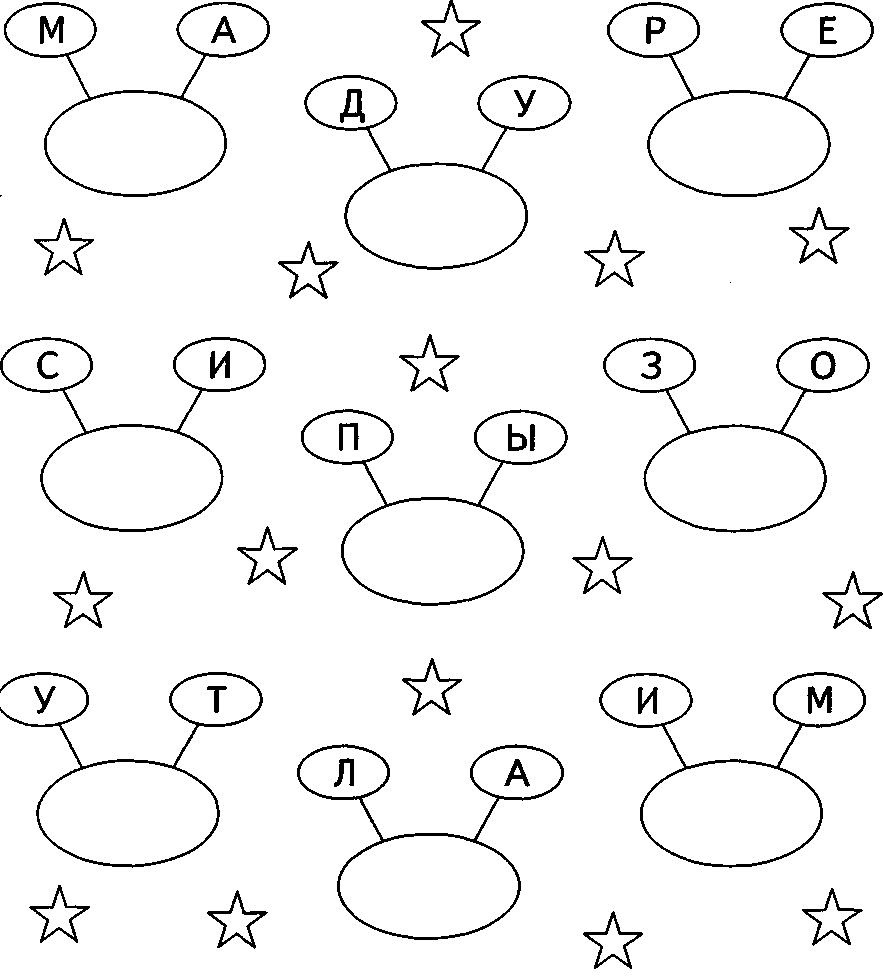 М А
Р Е
Д У
С И
З О
П Ы
У Т
И М
Л А